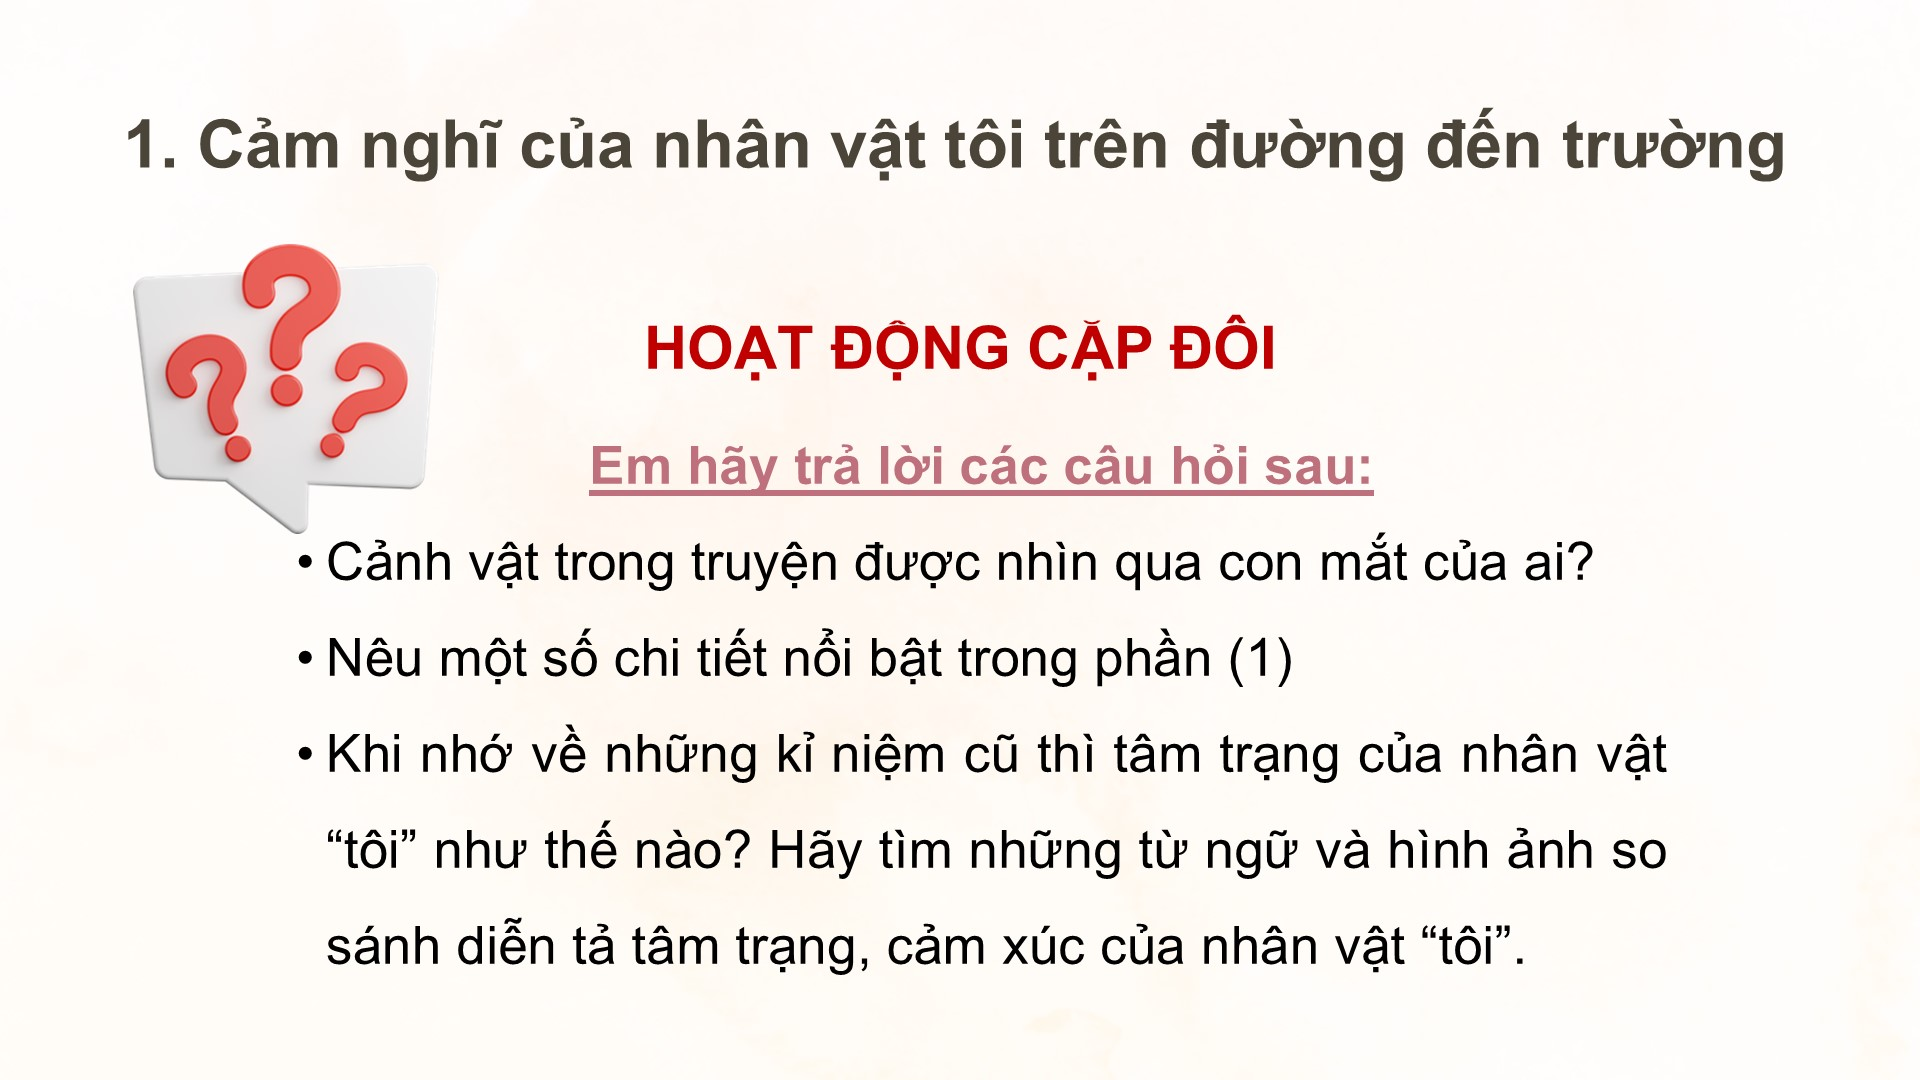 1. Cảm nghĩ của nhân vật tôi trên đường đến trường
HOẠT ĐỘNG CẶP ĐÔI
Em hãy trả lời các câu hỏi sau:
• Cảnh vật trong truyện được nhìn qua con mắt của ai?
• Nêu một số chi tiết nổi bật trong phần (1)
• Khi nhớ về những kỉ niệm cũ thì tâm trạng của nhân vật
“tôi” như thế nào? Hãy tìm những từ ngữ và hình ảnh so
sánh diễn tả tâm trạng, cảm xúc của nhân vật “tôi”.